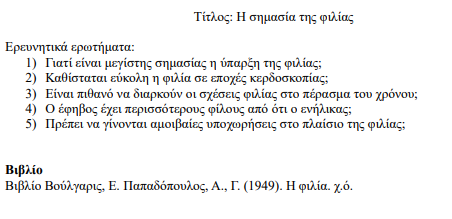 Τίτλος: Η σημασία της φιλίας
Ερευνητικά ερωτήματα:
1) Γιατί είναι μεγίστης σημασίας η ύπαρξη της φιλίας;
2) Καθίσταται εύκολη η φιλία σε εποχές κερδοσκοπίας;
3) Είναι πιθανό να διαρκούν οι σχέσεις φιλίας στο πέρασμα του χρόνου;
4) Ο έφηβος έχει περισσότερους φίλους από ότι ο ενήλικας;
5) Πρέπει να γίνονται αμοιβαίες υποχωρήσεις στο πλαίσιο της φιλίας;
Βιβλίο
Βιβλίο Βούλγαρις, Ε. Παπαδόπουλος, Α., Γ. (1949). Η φιλία. χ.ό.